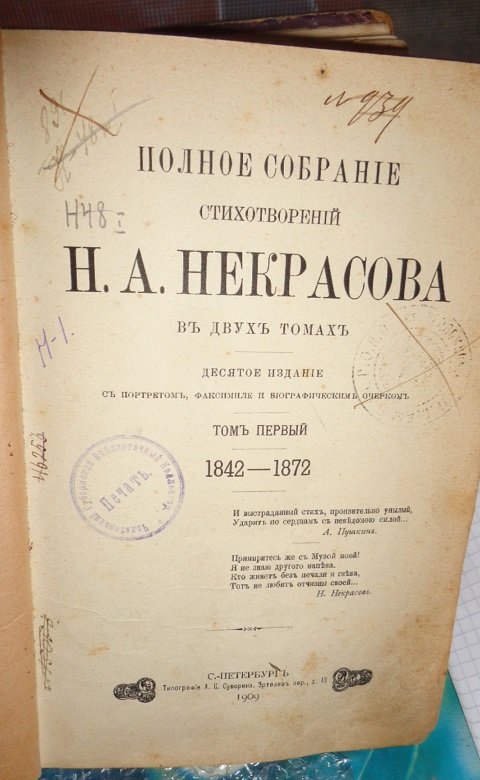 № 939
ПОЛНОЕ СОБРАНІЕ
СТИХОТВОРЕНІЙ
Н48 I
Н. А. НЕКРАСОВА
ВЪ ДВУХЪ ТОМАХЪ
Н-1.
ДЕСЯТОЕ ИЗДАНІЕ
СЪ ПОРТРЕТОМЪ, ФАКСИМИЛЕ И БІОГРАФИЧЕСКИМЪ ОЧЕРКОМЪ
ТОМЪ ПЕРВЫЙ
46253
Печать.
1842—1872
И выстраданный стихъ, пронзительно унылый,
Ударитъ по сердцамъ съ невѣдомою силой...
А. Пушкинъ.
Примиритесь же съ Музой моей!
Я не знаю другого напѣва.
Кто живетъ безъ печали и гнѣва,
Тотъ не любитъ отчизны своей...
Н. Некрасовъ.
С.-ПЕТЕРБУРГЪ
Типографія А. С. Суворина. Эртелевъ пер., д. 13
1909